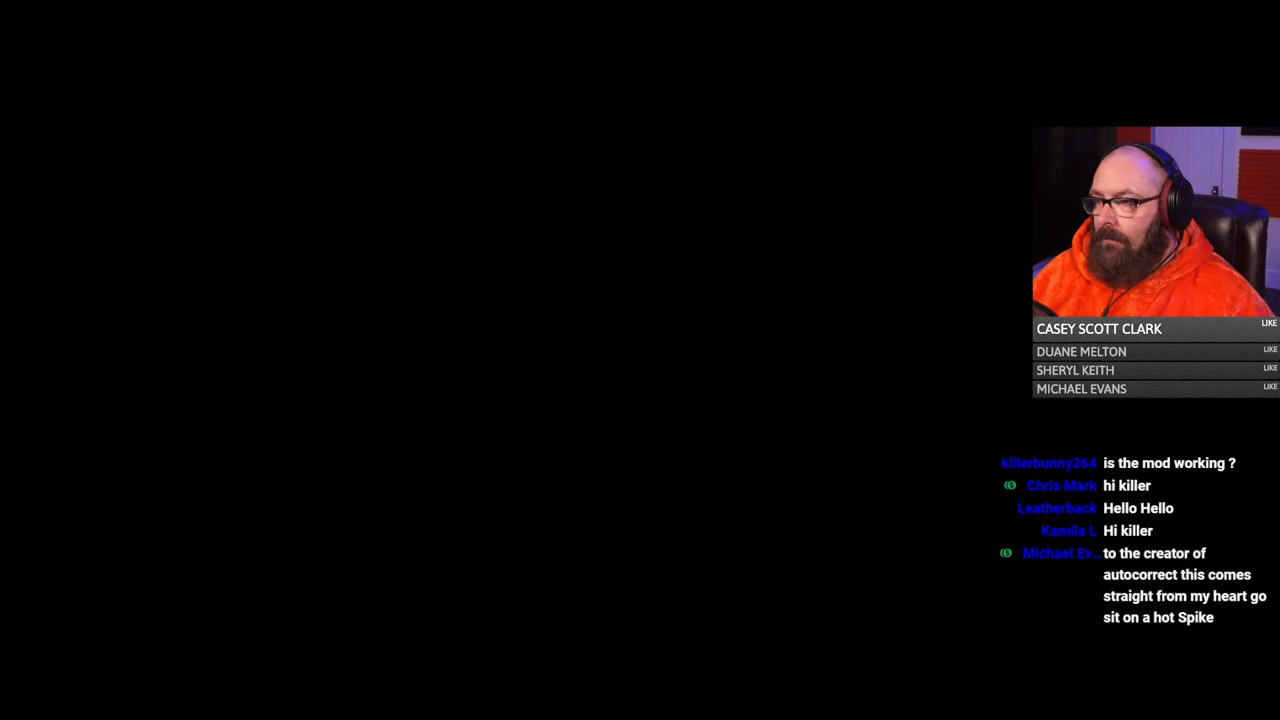 CASEY SCOTT CLARK LIKE
DUANE MELTON LIKE
SHERYL KEITH LIKE
MICHAEL EVANS LIKE
killerbunny264 is the mod working ?
Chris Mark hi killer
Leatherback Hello Hello
Kamila L Hi killer
Michael Ev... to the creator of
autocorrect this comes
straight from my heart go
sit on a hot Spike